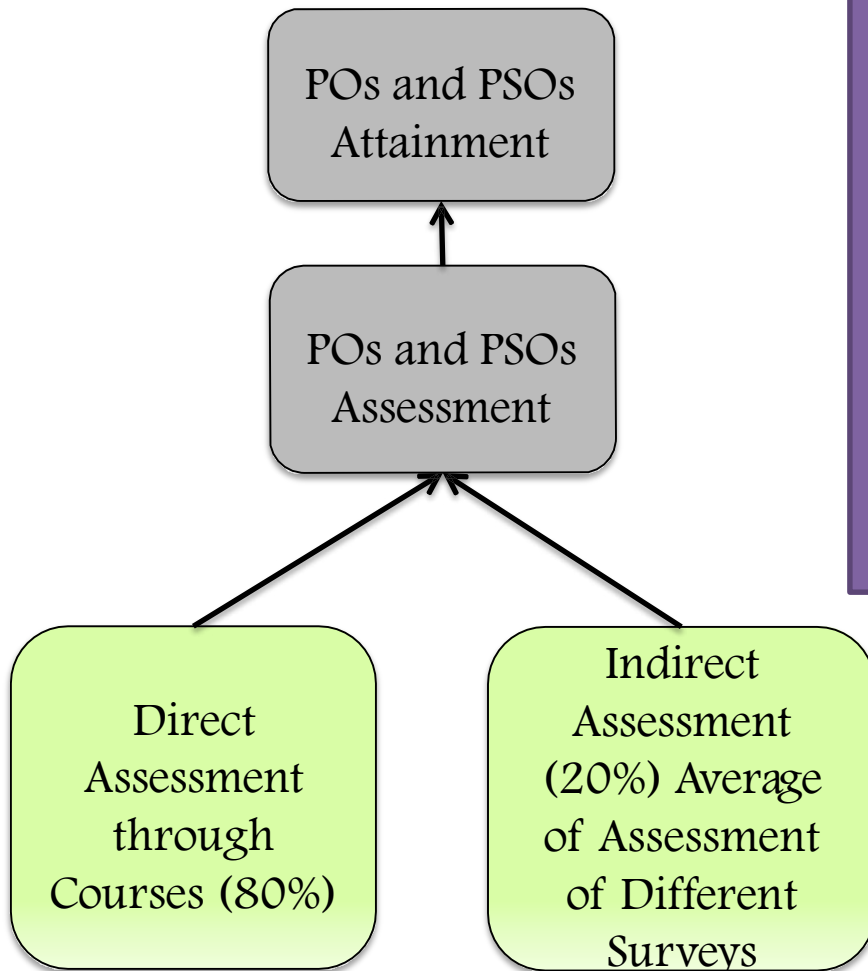 POs and PSOs
Attainment
POs and PSOs
Assessment
Direct
Assessment
through
Courses (80%)
Indirect
Assessment
(20%) Average
of Assessment
of Different
Surveys